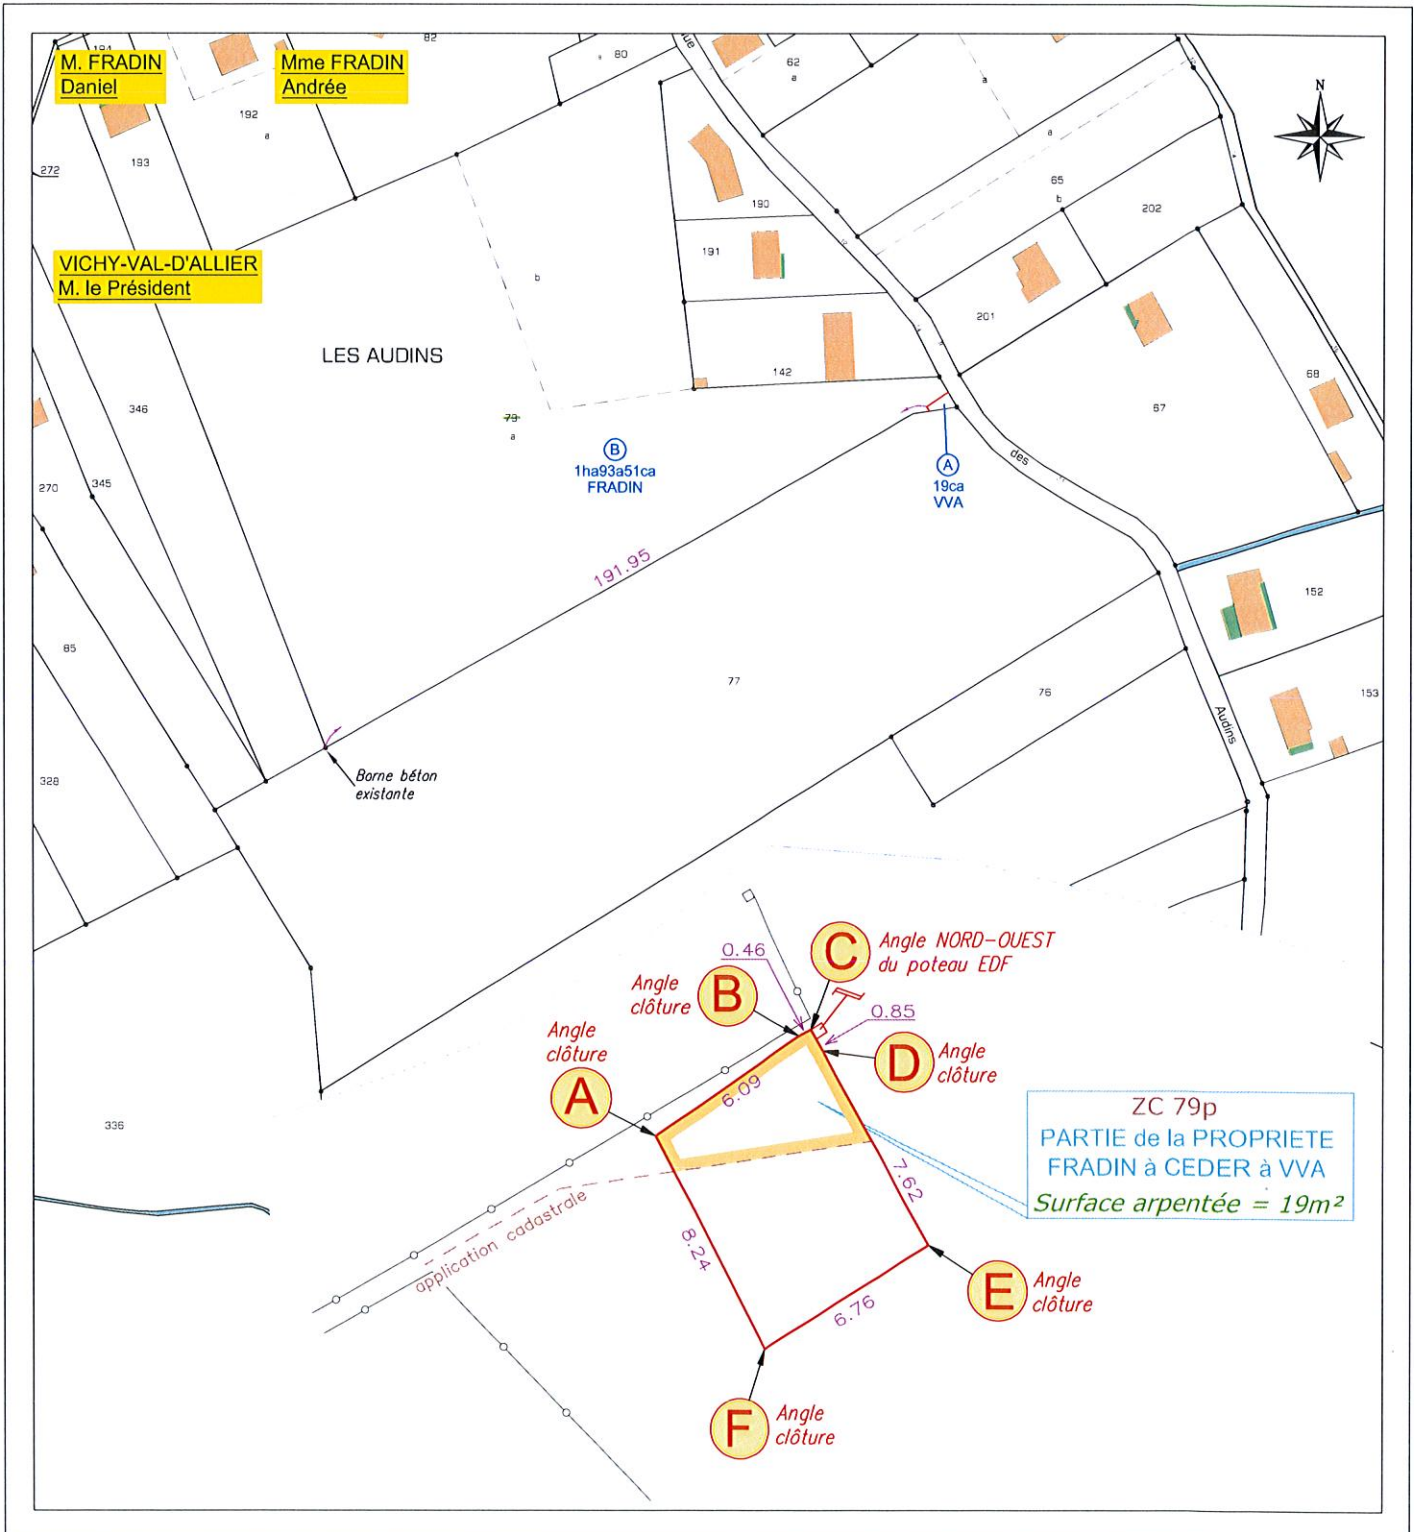 M. FRADIN
Daniel
Mme FRADIN
Andrée
194
82
80
62
a
192
a
193
272
190
191
a
a
65
b
202
VICHY-VAL-D'ALLIER
M. le Président
b
201
LES AUDINS
142
68
346
67
79
a
B
1ha93a51ca
FRADIN
A
19ca
VVA
des
270
345
191.95
152
85
77
76
153
Audins
328
Borne béton
existante
336
0.46
C
Angle NORD-OUEST
du poteau EDF
Angle
clôture
B
0.85
Angle
clôture
A
D
Angle
clôture
6.09
ZC 79p
PARTIE de la PROPRIETE
FRADIN à CEDER à VVA
Surface arpentée = 19m²
7.62
8.24
application cadastrale
E
Angle
clôture
6.76
F
Angle
clôture
N